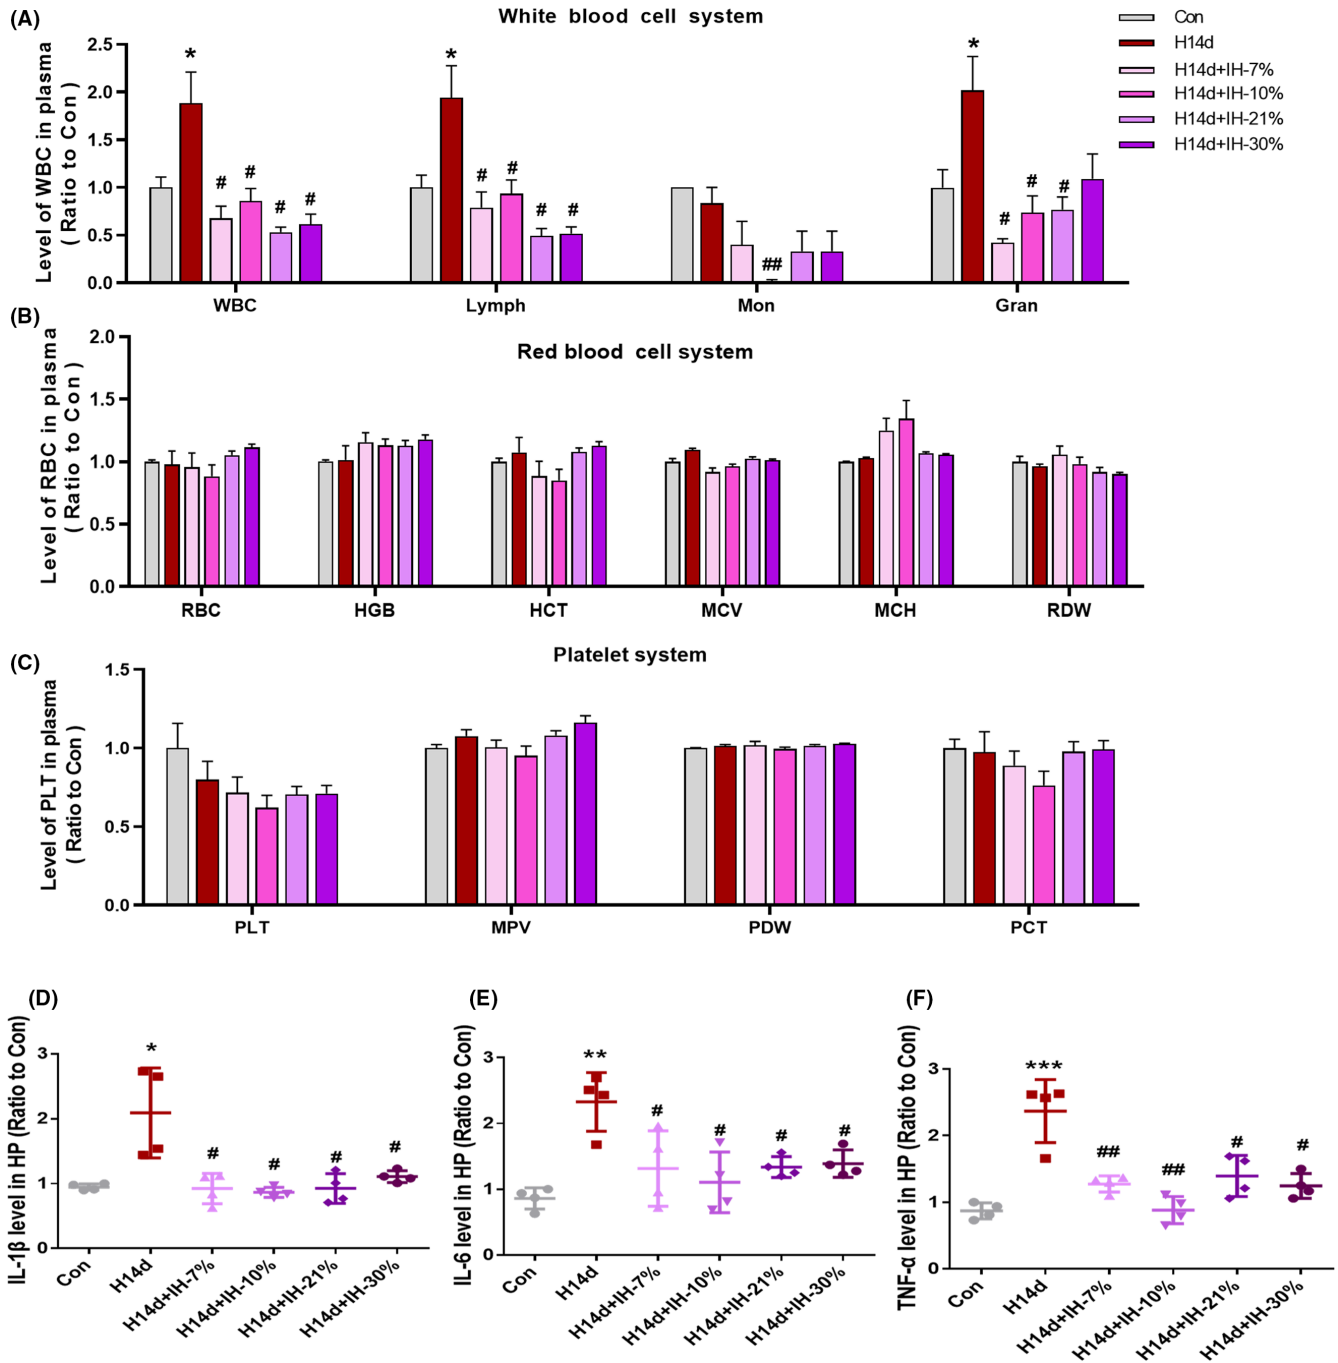 (A)
White blood cell system
Con
H14d
H14d+IH-7%
H14d+IH-10%
H14d+IH-21%
H14d+IH-30%
Level of WBC in plasma
( Ratio to Con )
2.5
2.0
1.5
1.0
0.5
0.0
*
#
#
#
#
*
#
#
#
#
##
*
#
#
#
WBC
Lymph
Mon
Gran
(B)
Red blood cell system
Level of RBC in plasma
( Ratio to Con )
2.0
1.5
1.0
0.5
0.0
RBC
HGB
HCT
MCV
MCH
RDW
(C)
Platelet system
Level of PLT in plasma
( Ratio to Con )
1.5
1.0
0.5
0.0
PLT
MPV
PDW
PCT
(D)
IL-1β level in HP (Ratio to Con)
3
2
1
0
*
#
#
#
#
Con
H14d
H14d+IH-7%
H14d+IH-10%
H14d+IH-21%
H14d+IH-30%
(E)
IL-6 level in HP (Ratio to Con)
3
2
1
0
**
#
#
#
#
Con
H14d
H14d+IH-7%
H14d+IH-10%
H14d+IH-21%
H14d+IH-30%
(F)
TNF-α level in HP (Ratio to Con)
3
2
1
0
***
##
##
#
#
Con
H14d
H14d+IH-7%
H14d+IH-10%
H14d+IH-21%
H14d+IH-30%